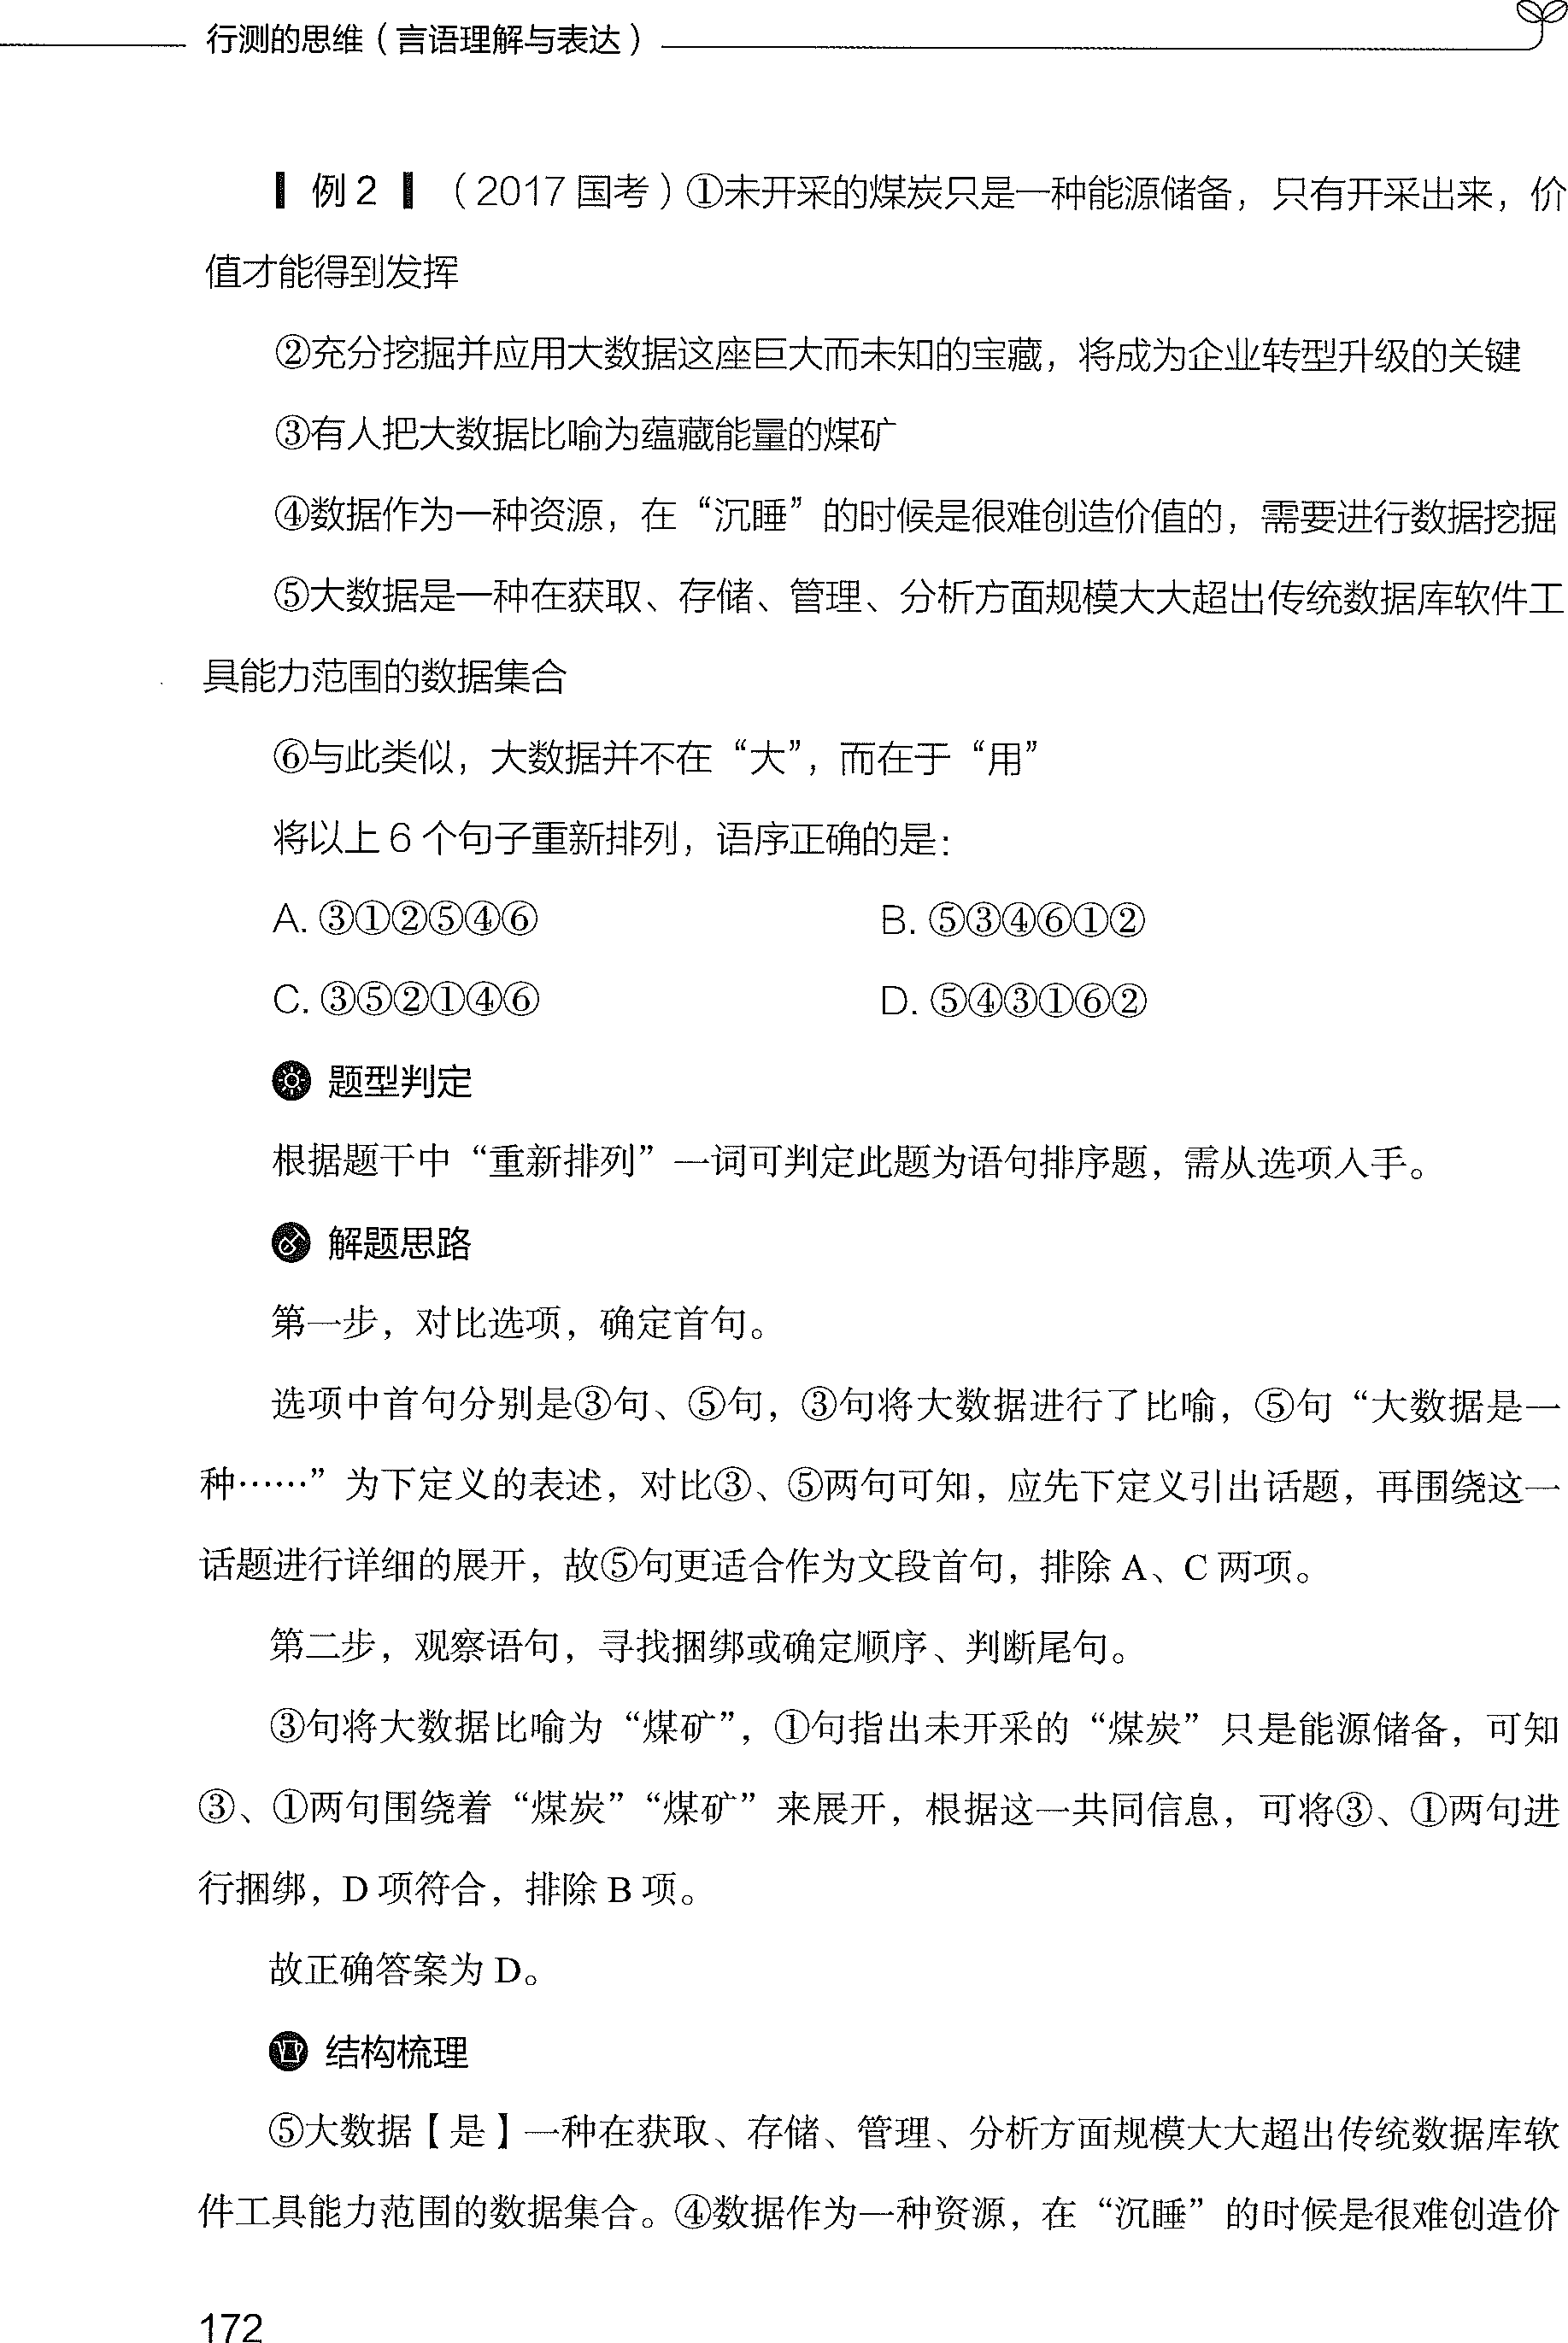 行测的思维（言语理解与表达）
例2 （2017国考）①未开采的煤炭只是一种能源储备，只有开采出来，价
值才能得到发挥
②充分挖掘并应用大数据这座巨大而未知的宝藏，将成为企业转型升级的关键
③有人把大数据比喻为蕴藏能量的煤矿
④数据作为一种资源，在“沉睡”的时候是很难创造价值的，需要进行数据挖掘
⑤大数据是一种在获取、存储、管理、分析方面规模大大超出传统数据库软件工
具能力范围的数据集合
⑥与此类似，大数据并不在“大”，而在于“用”
将以上6个句子重新排列，语序正确的是：
A. ③①②⑤④⑥ B. ⑤③④⑥①②
C. ③⑤②①④⑥ D. ⑤④③①⑥②
题型判定
根据题干中“重新排列”一词可判定此题为语句排序题，需从选项入手。
解题思路
第一步，对比选项，确定首句。
选项中首句分别是③句、⑤句，③句将大数据进行了比喻，⑤句“大数据是一
种……”为下定义的表述，对比③、⑤两句可知，应先下定义引出话题，再围绕这一
话题进行详细的展开，故⑤句更适合作为文段首句，排除A、C两项。
第二步，观察语句，寻找捆绑或确定顺序、判断尾句。
③句将大数据比喻为“煤矿”，①句指出未开采的“煤炭”只是能源储备，可知
③、①两句围绕着“煤炭”“煤矿”来展开，根据这一共同信息，可将③、①两句进
行捆绑，D项符合，排除B项。
故正确答案为D。
结构梳理
⑤大数据【是】一种在获取、存储、管理、分析方面规模大大超出传统数据库软
件工具能力范围的数据集合。④数据作为一种资源，在“沉睡”的时候是很难创造价
172